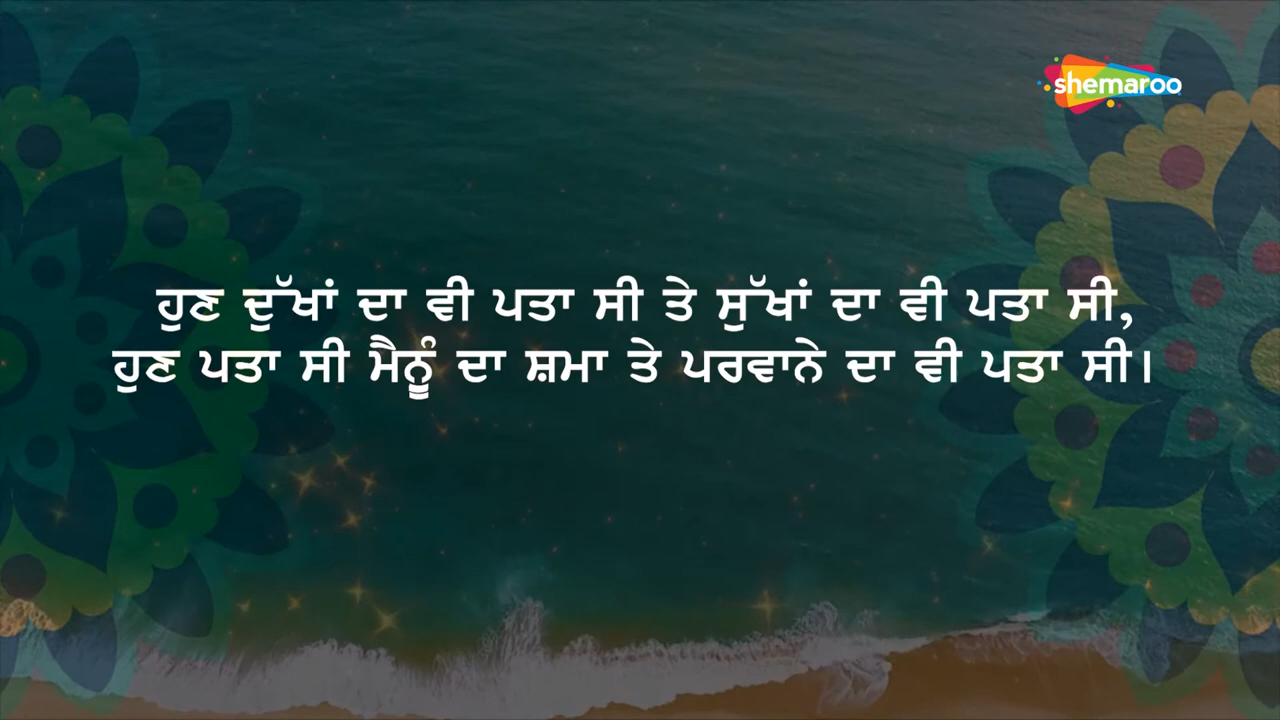 shemaroo
ਹੁਣ ਦੁੱਖਾਂ ਦਾ ਵੀ ਪਤਾ ਸੀ ਤੇ ਸੁੱਖਾਂ ਦਾ ਵੀ ਪਤਾ ਸੀ,
ਹੁਣ ਪਤਾ ਸੀ ਮੈਨੂੰ ਦਾ ਸ਼ਮਾ ਤੇ ਪਰਵਾਨੇ ਦਾ ਵੀ ਪਤਾ ਸੀ।